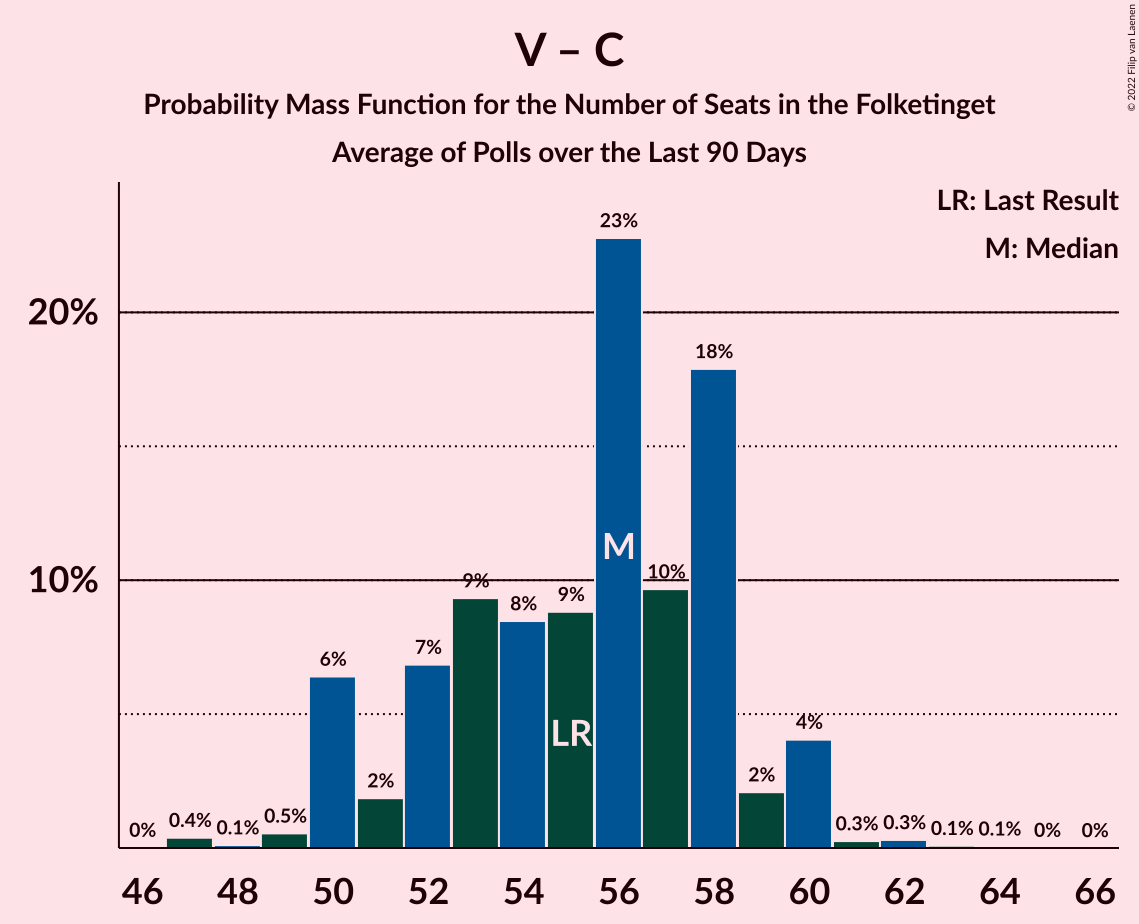 V – C
Probability Mass Function for the Number of Seats in the Folketinget
Average of Polls over the Last 90 Days
© 2022 Filip van Laenen
LR: Last Result
M: Median
20%
10%
0%
0.4%
0.1%
0.5%
6%
2%
7%
9%
8%
9%
23%
10%
18%
2%
4%
0.3%
0.3%
0.1%
0.1%
0%
0%
M
LR
46 48 50 52 54 56 58 60 62 64 66